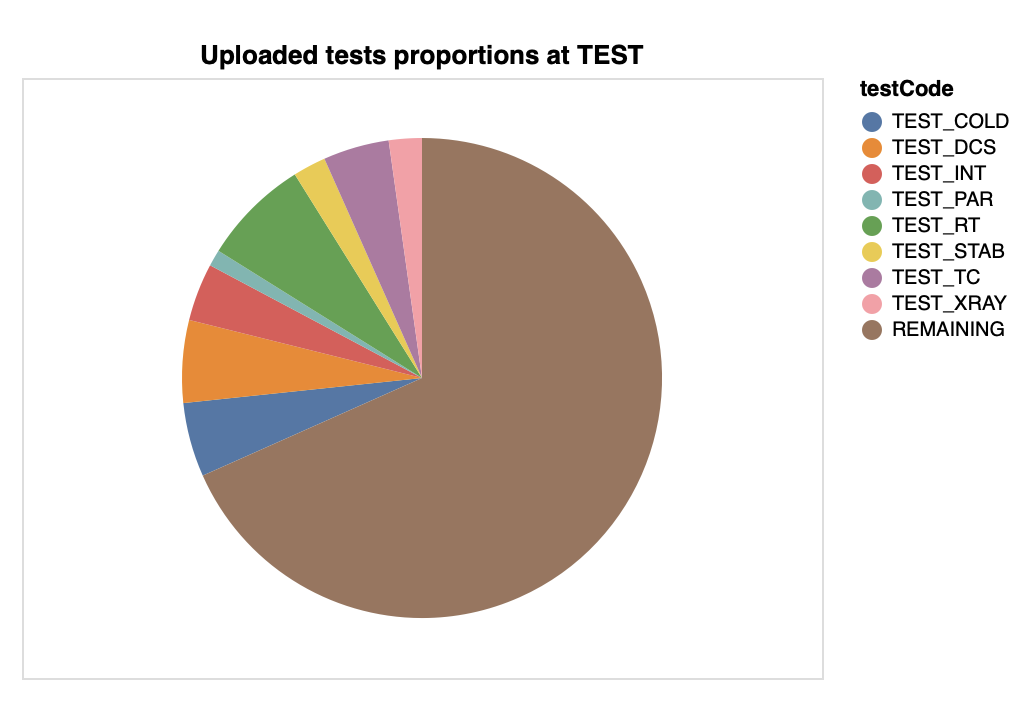 Uploaded tests proportions at TEST
testCode
TEST_COLD
TEST_DCS
TEST_INT
TEST_PAR
TEST_RT
TEST_STAB
TEST_TC
TEST_XRAY
REMAINING